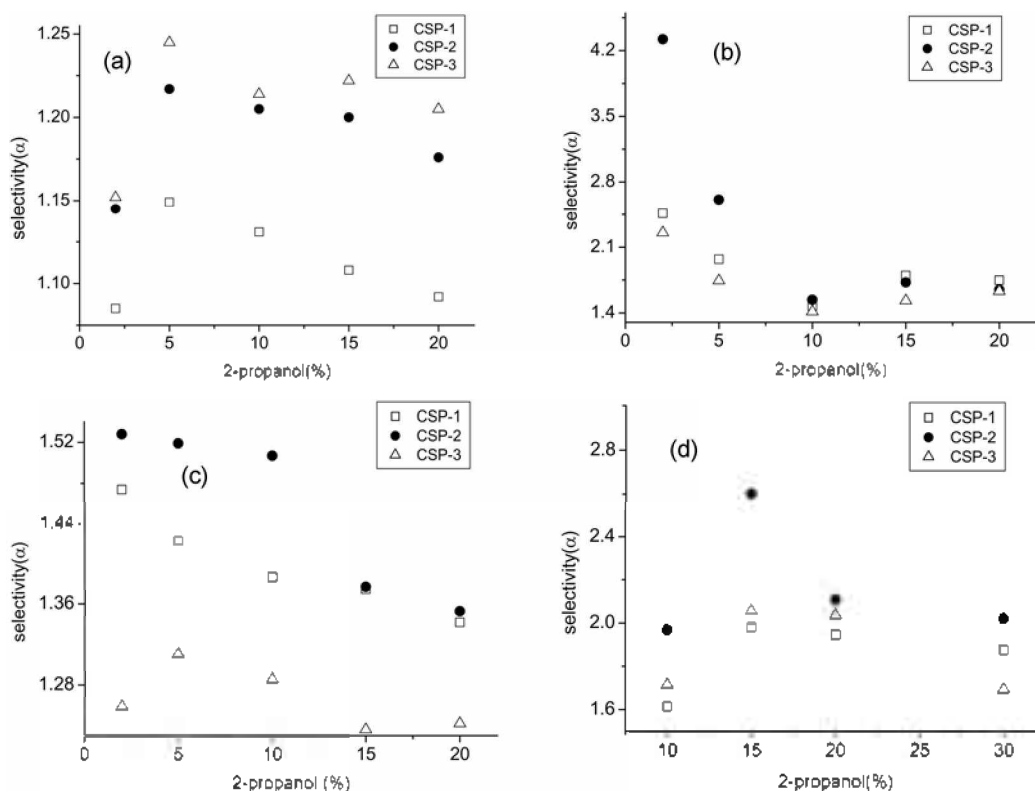 (a)
CSP-1
CSP-2
CSP-3
1.25
1.20
1.15
1.10
selectivity(α)
0 5 10 15 20
2-propanol(%)
(b)
CSP-1
CSP-2
CSP-3
4.2
3.5
2.8
2.1
1.4
selectivity(α)
0 5 10 15 20
2-propanol(%)
(c)
CSP-1
CSP-2
CSP-3
1.52
1.44
1.36
1.28
selectivity(α)
0 5 10 15 20
2-propanol (%)
(d)
CSP-1
CSP-2
CSP-3
2.8
2.4
2.0
1.6
selectivity(α)
10 15 20 25 30
2-propanol(%)